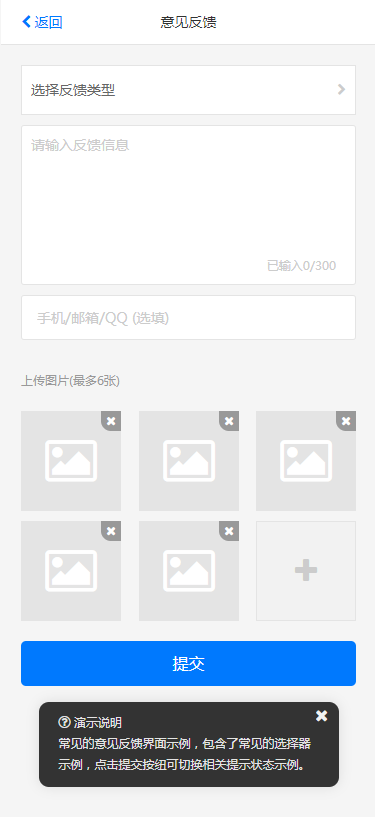 返回
意见反馈
选择反馈类型
请输入反馈信息
已输入0/300
手机/邮箱/QQ (选填)
上传图片(最多6张)
提交
演示说明
常见的意见反馈界面示例，包含了常见的选择器
示例，点击提交按钮可切换相关提示状态示例。